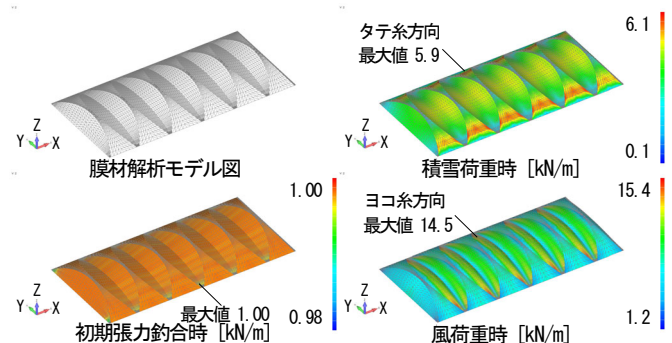 Z
Y X
膜材解析モデル図
タテ糸方向
最大値 5.9
6.1
0.1
Z
Y X
積雪荷重時 [kN/m]
1.00
0.98
最大値 1.00
Z
Y X
初期張力釣合時 [kN/m]
ヨコ糸方向
最大値 14.5
15.4
1.2
Z
Y X
風荷重時 [kN/m]